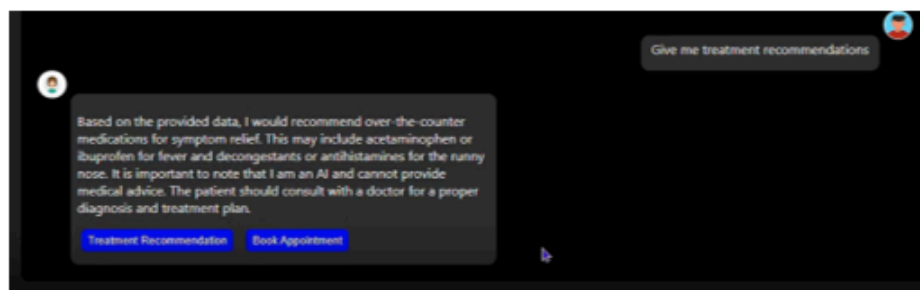 Give me treatment recommendations
Based on the provided data, I would recommend over-the-counter
medications for symptom relief. This may include acetaminophen or
ibuprofen for fever and decongestants or antihistamines for the runny
nose. It is important to note that I am an AI and cannot provide
medical advice. The patient should consult with a doctor for a proper
diagnosis and treatment plan.
Treatment Recommendation Book Appointment